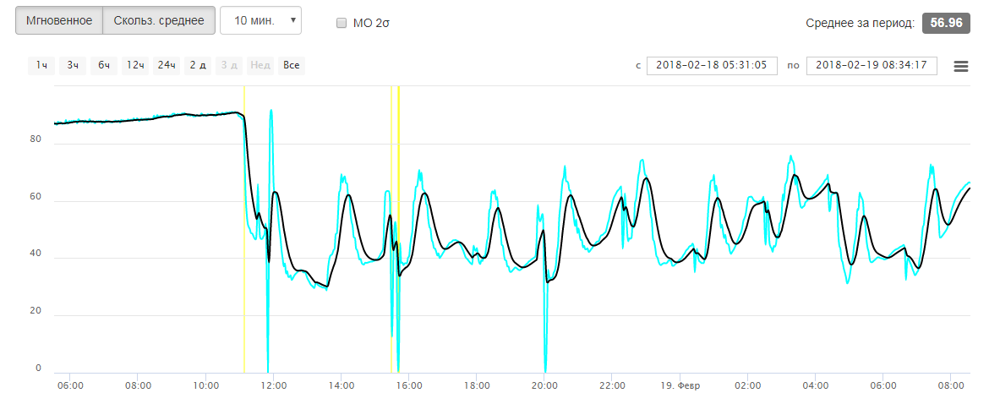 Мгновенное Скольз. среднее 10 мин. МО 2σ Среднее за период: 56.96
1ч 3ч 6ч 12ч 24ч 2 д 3 д Нед Все с 2018-02-18 05:31:05 по 2018-02-19 08:34:17
80
60
40
20
0
06:00 08:00 10:00 12:00 14:00 16:00 18:00 20:00 22:00 19. Февр 02:00 04:00 06:00 08:00